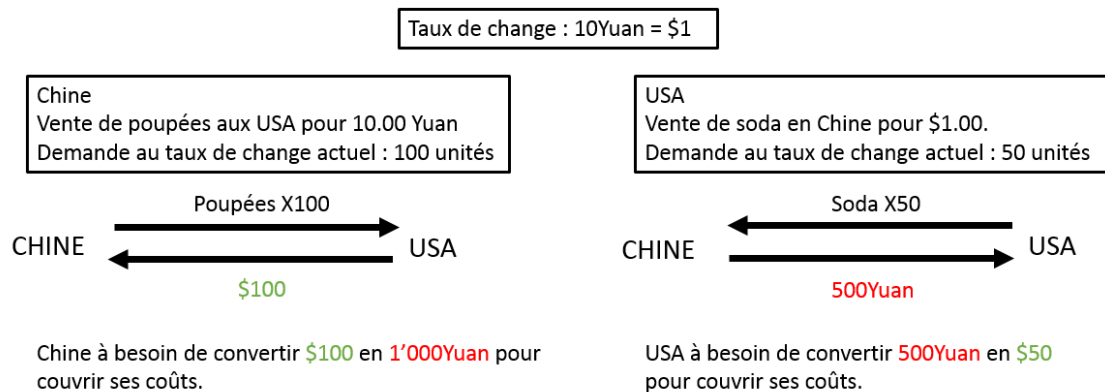 Taux de change : 10Yuan = $1
Chine
Vente de poupées aux USA pour 10.00 Yuan
Demande au taux de change actuel : 100 unités
USA
Vente de soda en Chine pour $1.00.
Demande au taux de change actuel : 50 unités
Poupées X100
CHINE
USA
$100
Soda X50
CHINE
USA
500Yuan
Chine à besoin de convertir $100 en 1’000Yuan pour
couvrir ses coûts.
USA à besoin de convertir 500Yuan en $50
pour couvrir ses coûts.